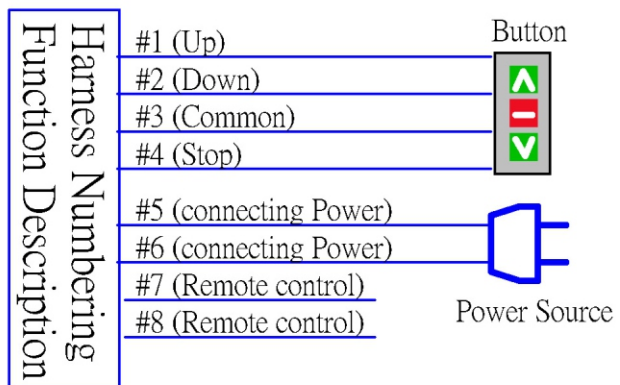 Harness Numbering
Function Description
#1 (Up)
#2 (Down)
#3 (Common)
#4 (Stop)
#5 (connecting Power)
#6 (connecting Power)
#7 (Remote control)
#8 (Remote control)
Button
Power Source